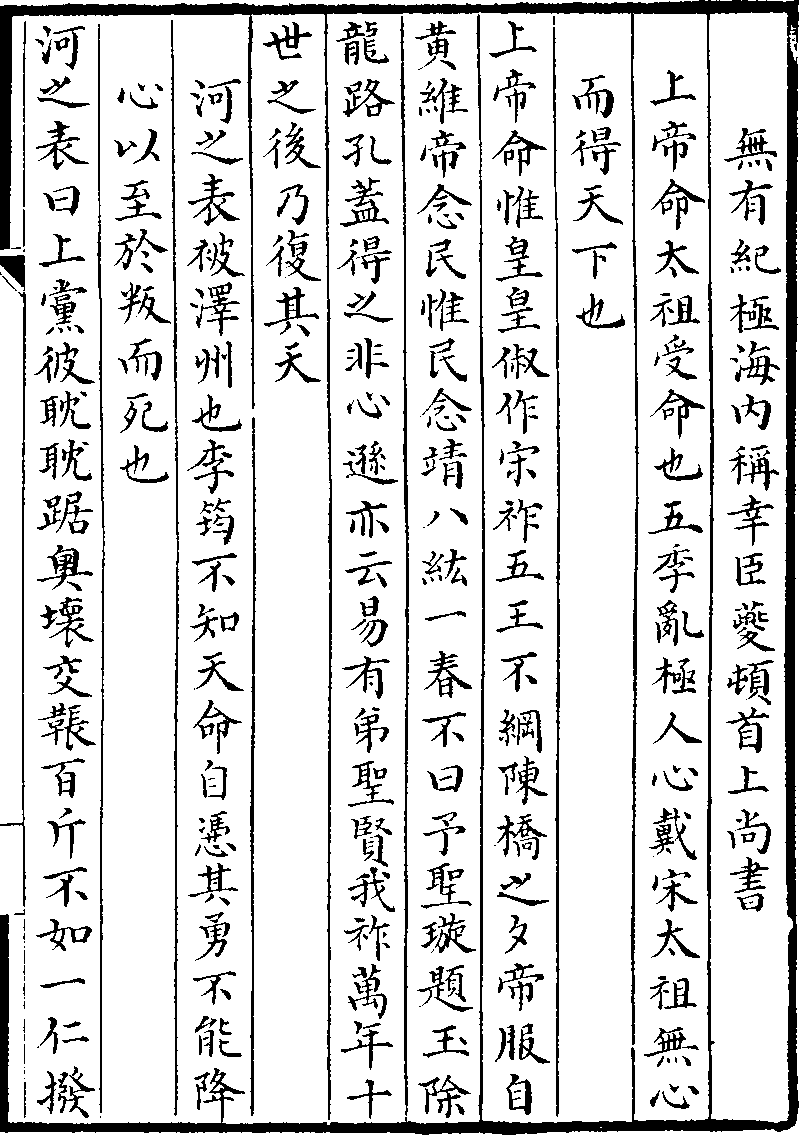 無有紀極海内稱幸臣䕫頓首上尚書
上帝命太祖受命也五季亂極人心戴宋太祖無心
而得天下也
上帝命惟皇皇俶作宋祚五王不綱陳橋之夕帝服自
黄維帝念民惟民念靖八紘一春不曰予聖璇題玉除
龍路孔蓋得之非心遜亦云易有弟聖賢我祚萬年十
世之後乃復其天
河之表被澤州也李筠不知天命自憑其勇不能降
心以至於叛而死也
河之表曰上黨彼耽耽踞奥壤交䩨百斤不如一仁撥